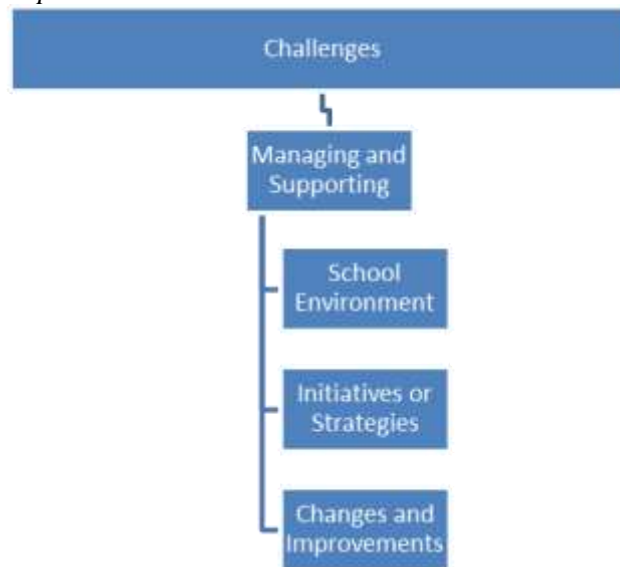 Challenges
Managing and
Supporting
School
Environment
Initiatives or
Strategies
Changes and
Improvements